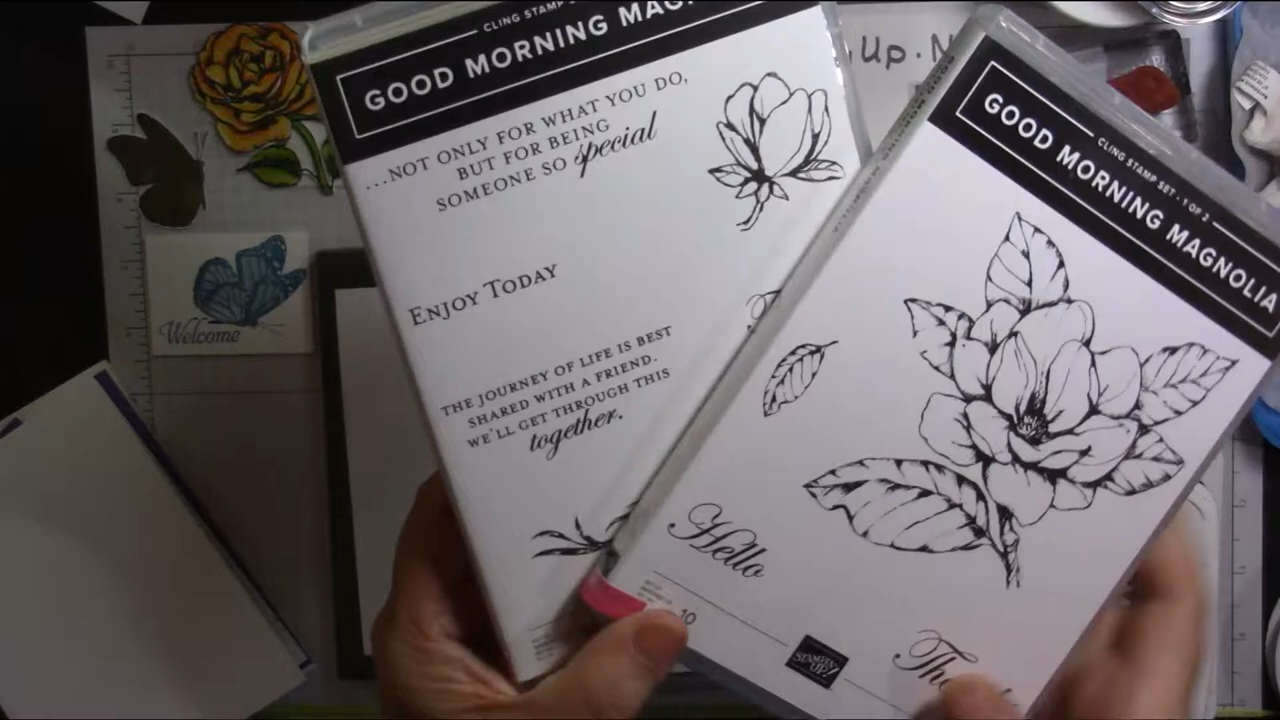 CLING STAMP
GOOD MORNING
...NOT ONLY FOR WHAT YOU DO,
BUT FOR BEING
SOMEONE SO special
ENJOY TODAY
THE JOURNEY OF LIFE IS BEST
SHARED WITH A FRIEND.
WE'LL GET THROUGH THIS
together.
CLING STAMP SET • 1 OF 2
GOOD MORNING MAGNOLIA
Hello
10
STAMPIN' UP!
Welcome
Up